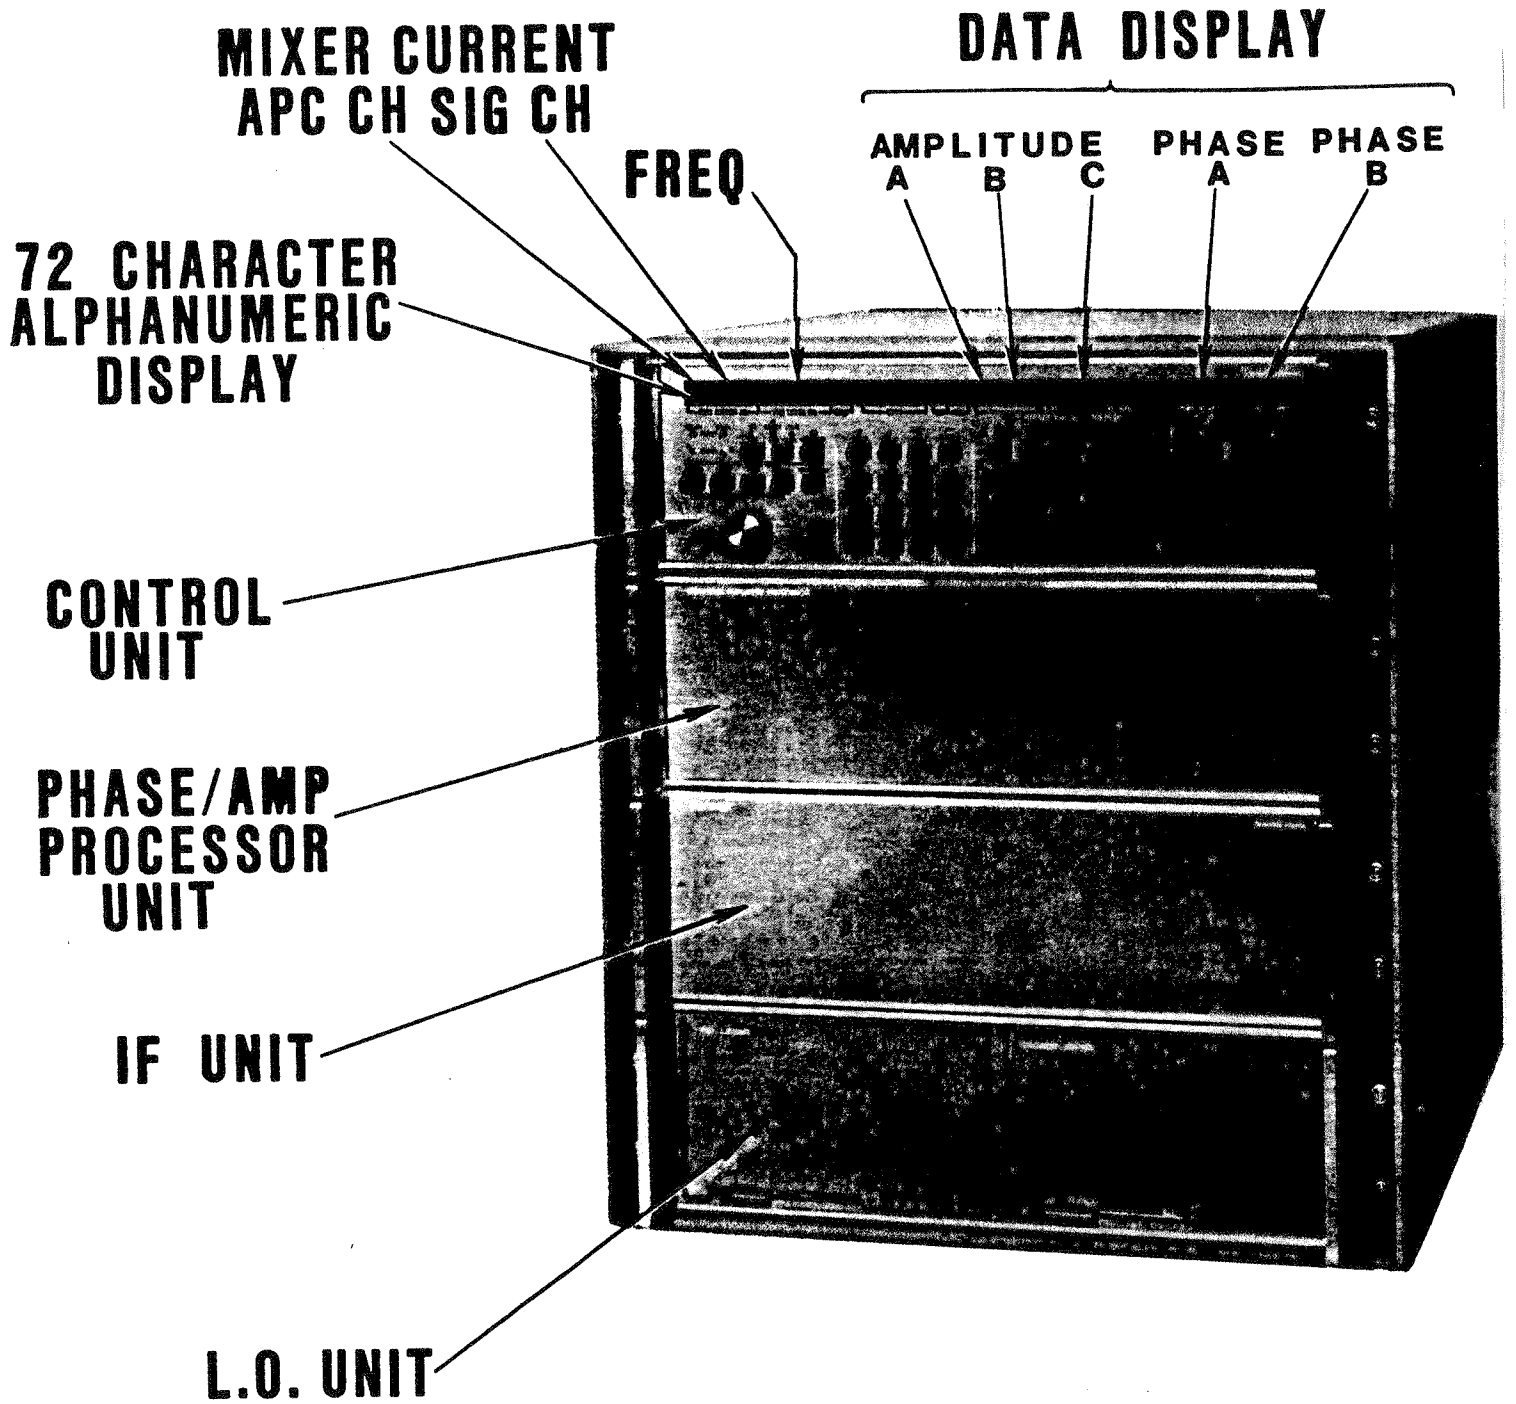 MIXER CURRENT
APC CH SIG CH
DATA DISPLAY
AMPLITUDE PHASE PHASE
A B C A B
FREQ
72 CHARACTER
ALPHANUMERIC
DISPLAY
CONTROL
UNIT
PHASE/AMP
PROCESSOR
UNIT
IF UNIT
L.O. UNIT